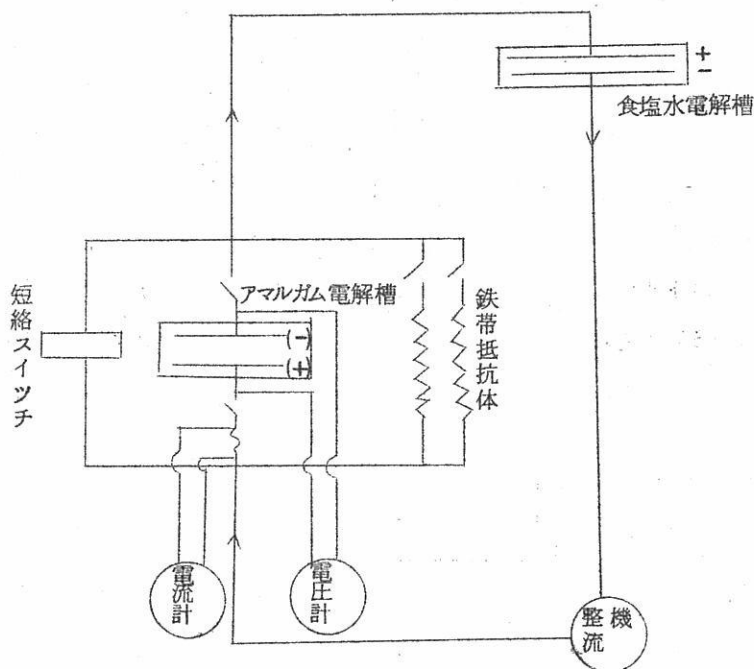 +
−
食塩水電解槽
アマルガム電解槽
(−)
(+)
短絡スイツチ
鉄帯抵抗体
電流計
電圧計
整流機